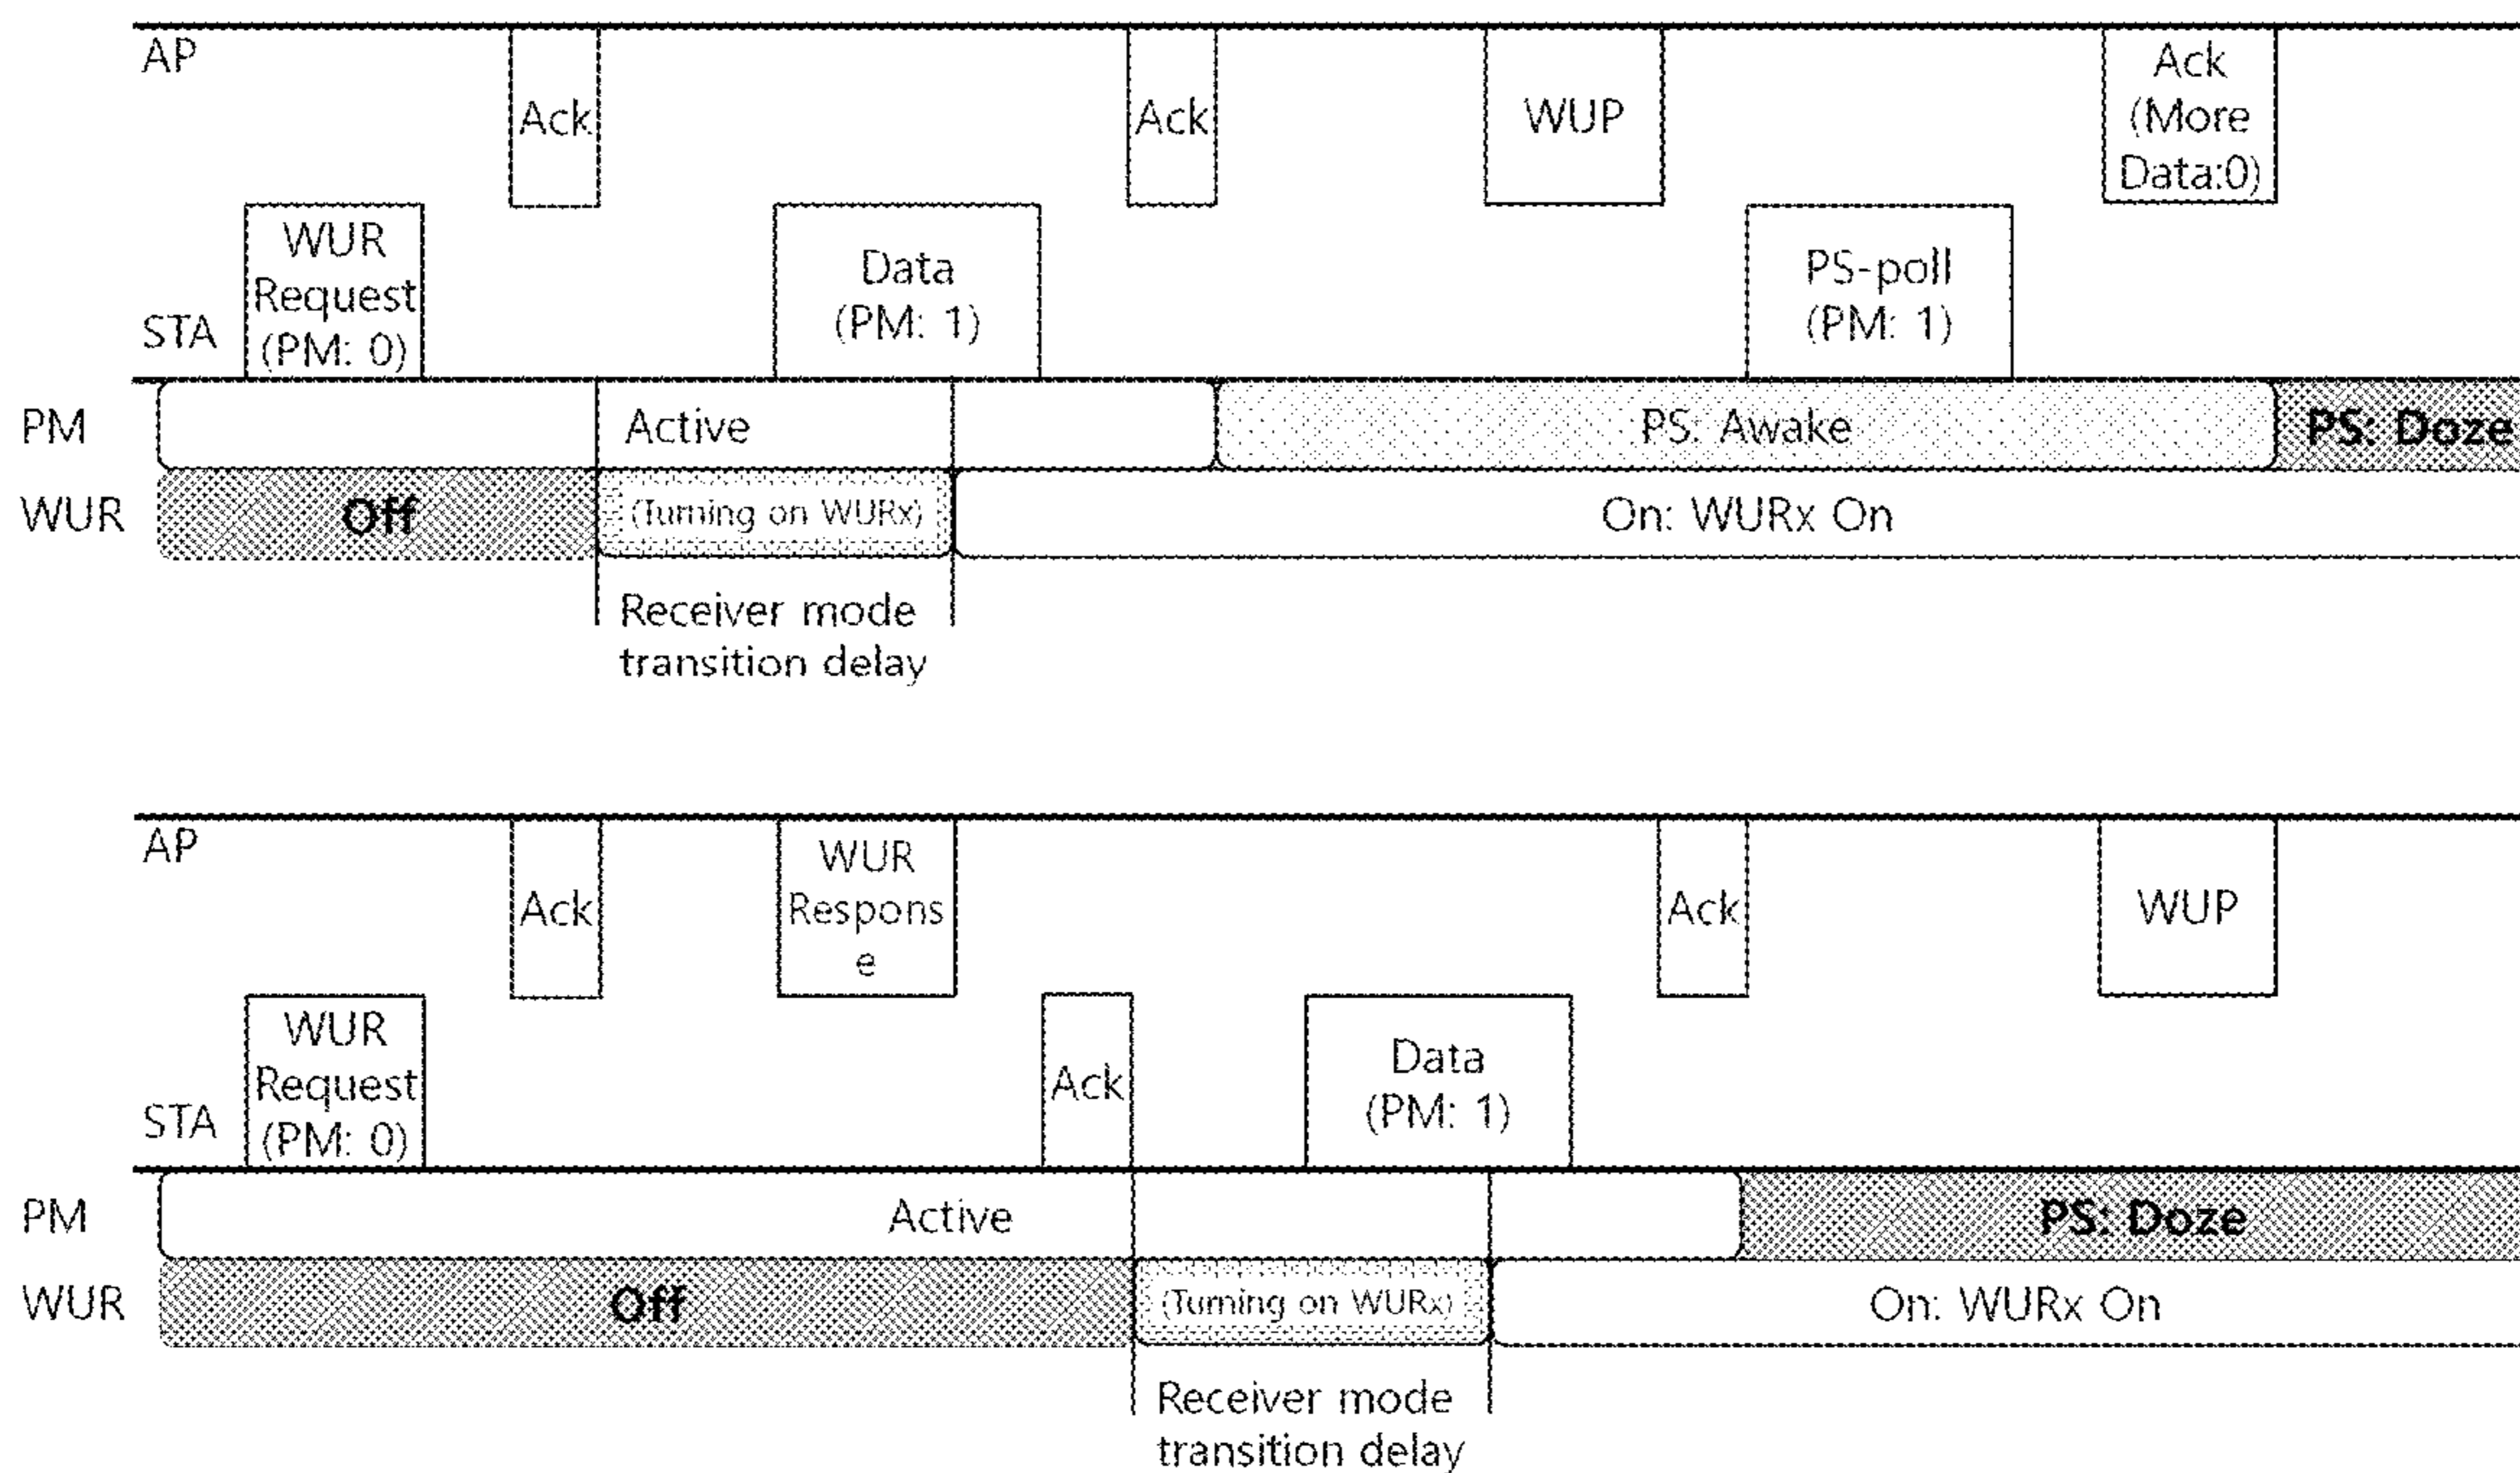 AP
Ack
Ack
WUP
Ack
(More
Data:0)
WUR
Request
(PM: 0)
Data
(PM: 1)
PS-poll
(PM: 1)
STA
PM
Active
PS: Awake
PS: Doze
WUR
Off
(Turning on WURx)
On: WURx On
Receiver mode
transition delay
AP
Ack
WUR
Respons
e
Ack
WUP
WUR
Request
(PM: 0)
Ack
Data
(PM: 1)
STA
PM
Active
PS: Doze
WUR
Off
(Turning on WURx)
On: WURx On
Receiver mode
transition delay